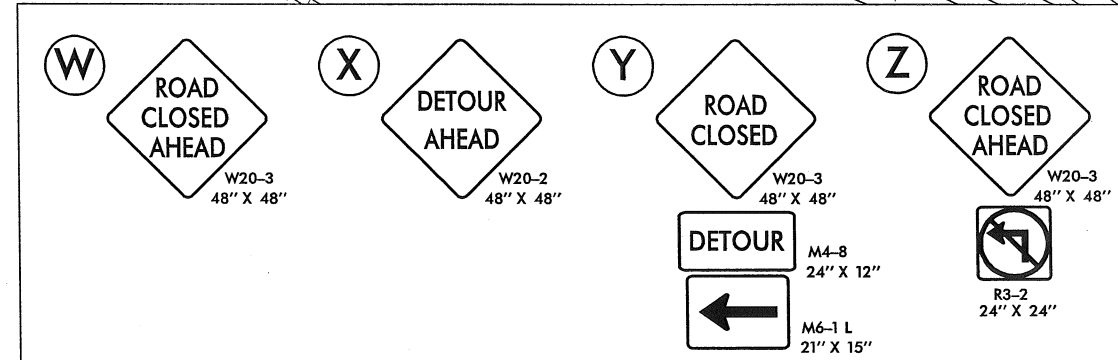 W
ROAD
CLOSED
AHEAD
W20–3
48" X 48"
X
DETOUR
AHEAD
W20–2
48" X 48"
Y
ROAD
CLOSED
W20–3
48" X 48"
DETOUR
M4–8
24" X 12"
M6–1 L
21" X 15"
Z
ROAD
CLOSED
AHEAD
W20–3
48" X 48"
R3–2
24" X 24"